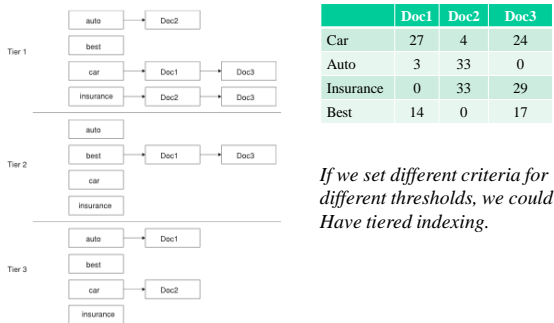 auto Doc2
best
Tier 1
car Doc1 Doc3
insurance Doc2 Doc3
auto
Tier 2
best Doc1 Doc3
car
insurance
auto Doc1
best
Tier 3
car Doc2
insurance
Doc1 Doc2 Doc3
Car 27 4 24
Auto 3 33 0
Insurance 0 33 29
Best 14 0 17
If we set different criteria for
different thresholds, we could
Have tiered indexing.